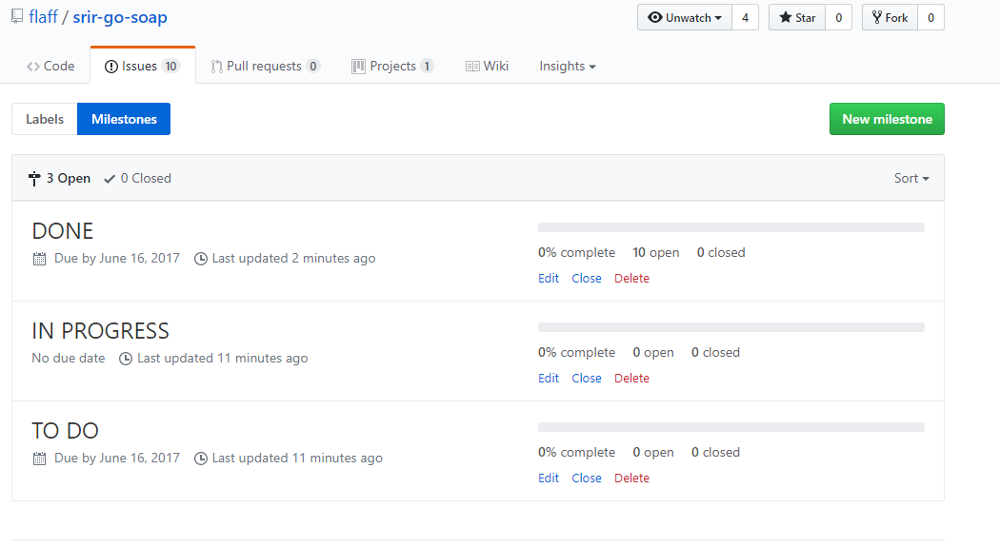 flaff / srir-go-soap Unwatch 4 Star 0 Fork 0
Code Issues 10 Pull requests 0 Projects 1 Wiki Insights
Labels Milestones New milestone
3 Open 0 Closed Sort
DONE
Due by June 16, 2017 Last updated 2 minutes ago
0% complete 10 open 0 closed
Edit Close Delete
IN PROGRESS
No due date Last updated 11 minutes ago
0% complete 0 open 0 closed
Edit Close Delete
TO DO
Due by June 16, 2017 Last updated 11 minutes ago
0% complete 0 open 0 closed
Edit Close Delete